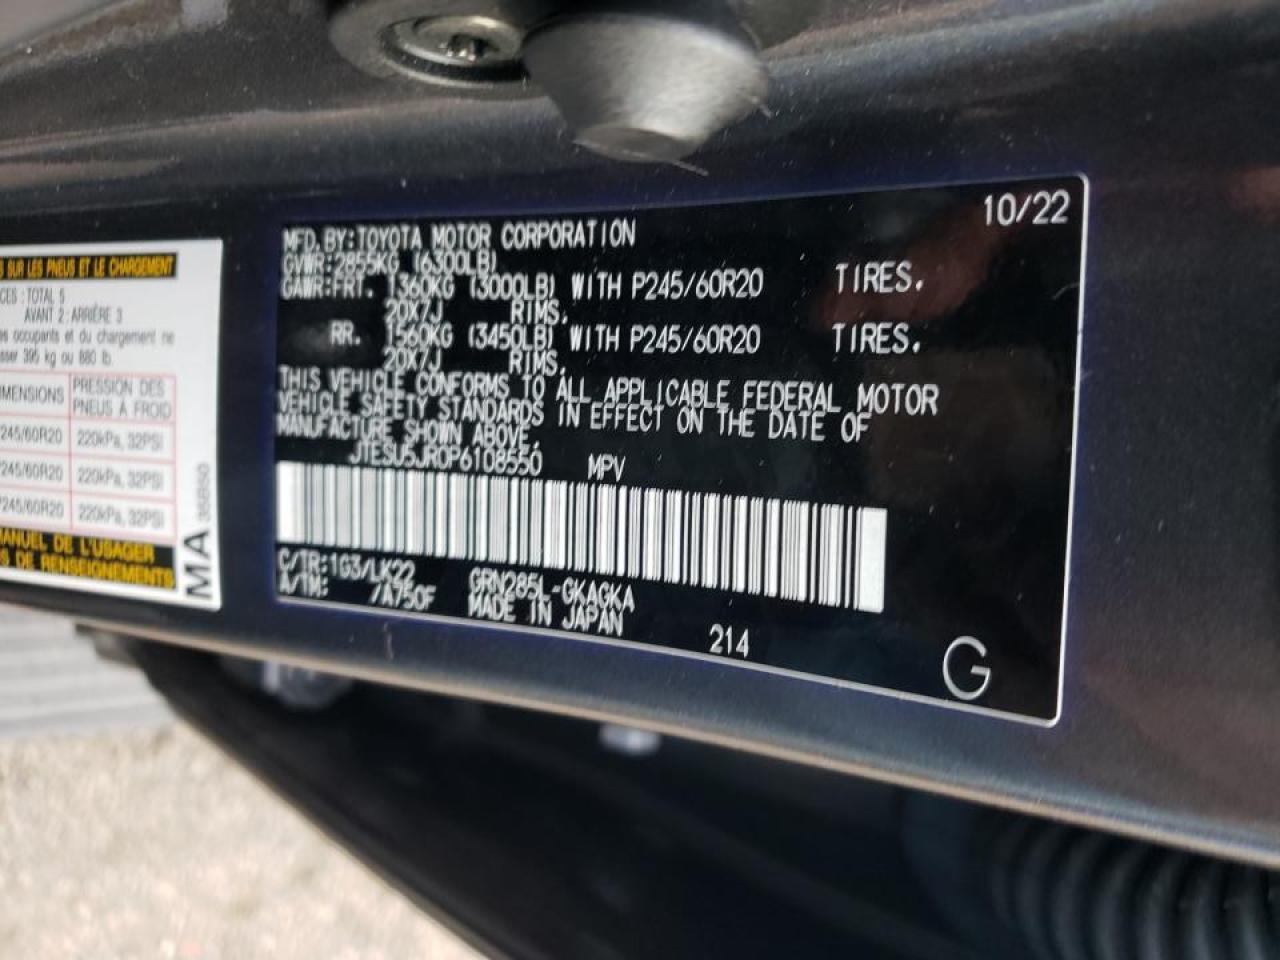 S SUR LES PNEUS ET LE CHARGEMENT
CES : TOTAL 5
AVANT 2 : ARRIÈRE 3
es occupants et du chargement ne
sser 395 kg ou 880 lb.
IMENSIONS PRESSION DES PNEUS À FROID
245/60R20 220kPa, 32PSI
245/60R20 220kPa, 32PSI
245/60R20 220kPa, 32PSI
MANUEL DE L'USAGER
S DE RENSEIGNEMENTS
MA 35B50
10/22
MFD.BY:TOYOTA MOTOR CORPORATION
GVWR:2855KG (6300LB)
GAWR:FRT. 1360KG (3000LB) WITH P245/60R20 TIRES.
20X7J RIMS.
RR. 1560KG (3450LB) WITH P245/60R20 TIRES.
20X7J RIMS.
THIS VEHICLE CONFORMS TO ALL APPLICABLE FEDERAL MOTOR
VEHICLE SAFETY STANDARDS IN EFFECT ON THE DATE OF
MANUFACTURE SHOWN ABOVE.
JTESU5JR0P6108550 MPV
C/TR:1G3/LK22 GRN285L-GKAGKA
A/TM: /A750F MADE IN JAPAN
214
G